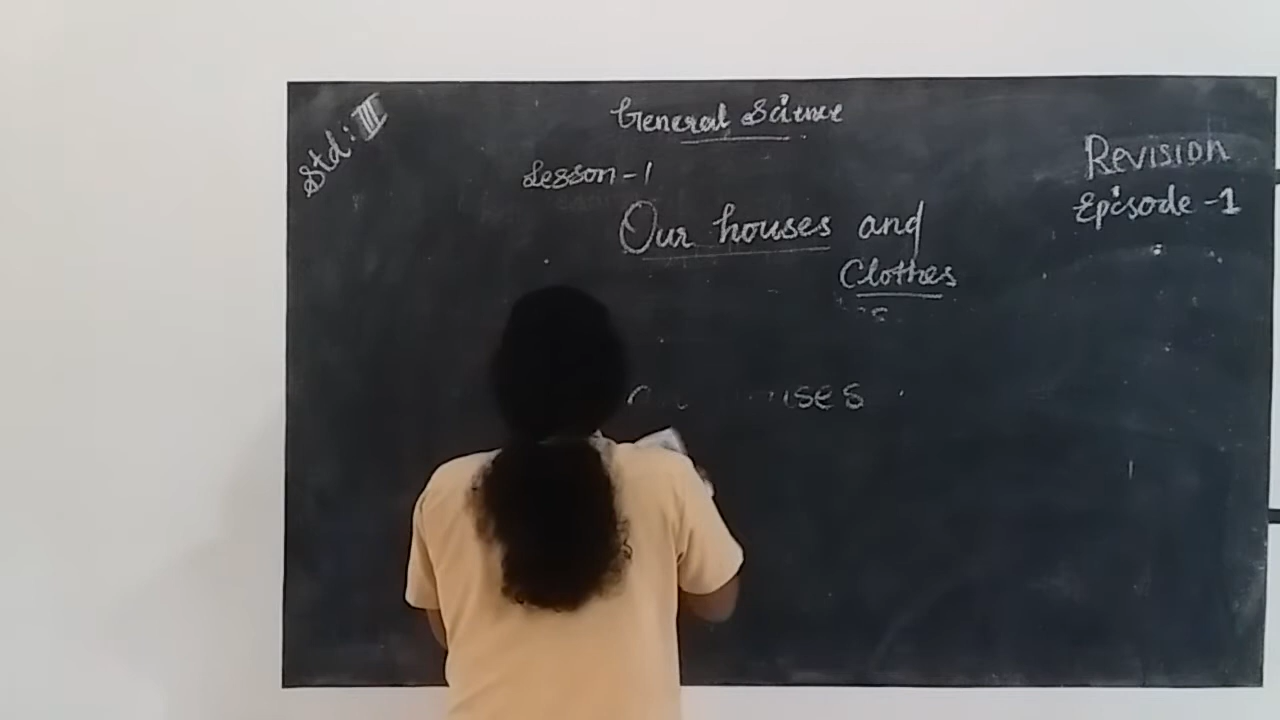 Std: III
General Science
Lesson - 1
Revision
Episode - 1
Our houses and
Clothes